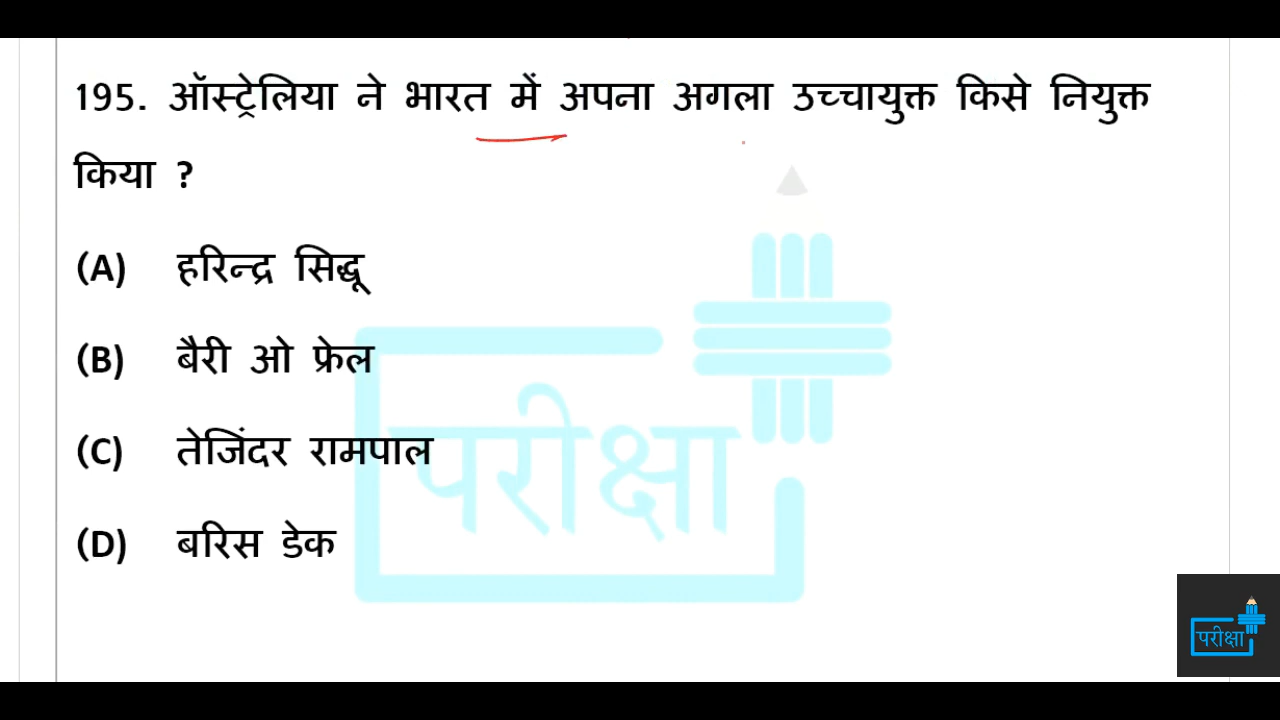 195. ऑस्ट्रेलिया ने भारत में अपना अगला उच्चायुक्त किसे नियुक्त
किया ?
(A) हरिन्द्र सिद्धू
(B) बैरी ओ फ्रेल
(C) तेजिंदर रामपाल
(D) बरिस डेक
परीक्षा
परीक्षा